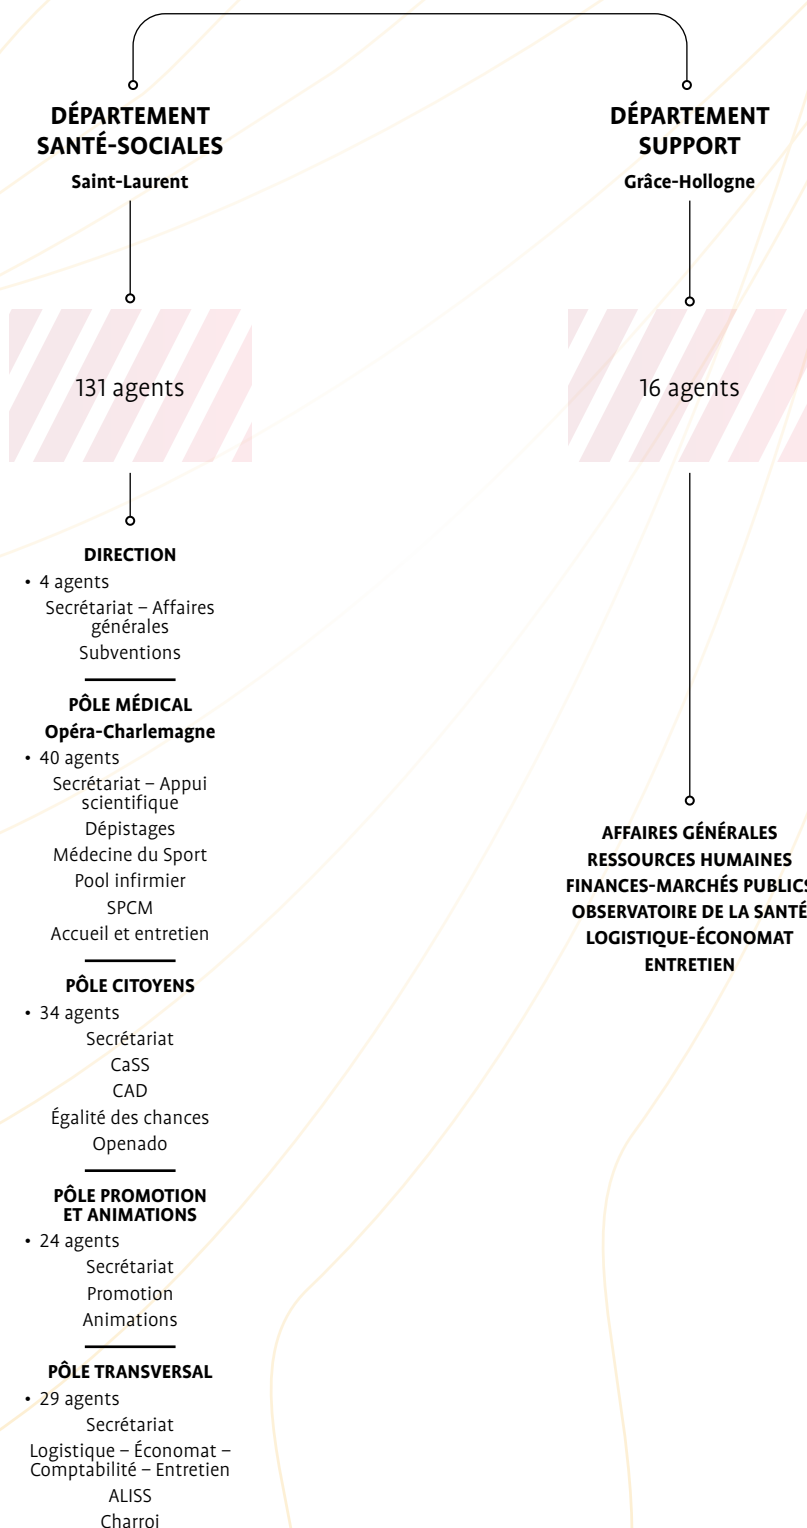 DÉPARTEMENT
SANTÉ-SOCIALES
Saint-Laurent
131 agents
DIRECTION
• 4 agents
Secrétariat – Affaires
générales
Subventions
PÔLE MÉDICAL
Opéra-Charlemagne
• 40 agents
Secrétariat – Appui
scientifique
Dépistages
Médecine du Sport
Pool infirmier
SPCM
Accueil et entretien
PÔLE CITOYENS
• 34 agents
Secrétariat
CaSS
CAD
Égalité des chances
Openado
PÔLE PROMOTION
ET ANIMATIONS
• 24 agents
Secrétariat
Promotion
Animations
PÔLE TRANSVERSAL
• 29 agents
Secrétariat
Logistique – Économat –
Comptabilité – Entretien
ALISS
Charroi
DÉPARTEMENT
SUPPORT
Grâce-Hollogne
16 agents
AFFAIRES GÉNÉRALES
RESSOURCES HUMAINES
FINANCES-MARCHÉS PUBLICS
OBSERVATOIRE DE LA SANTÉ
LOGISTIQUE-ÉCONOMAT
ENTRETIEN